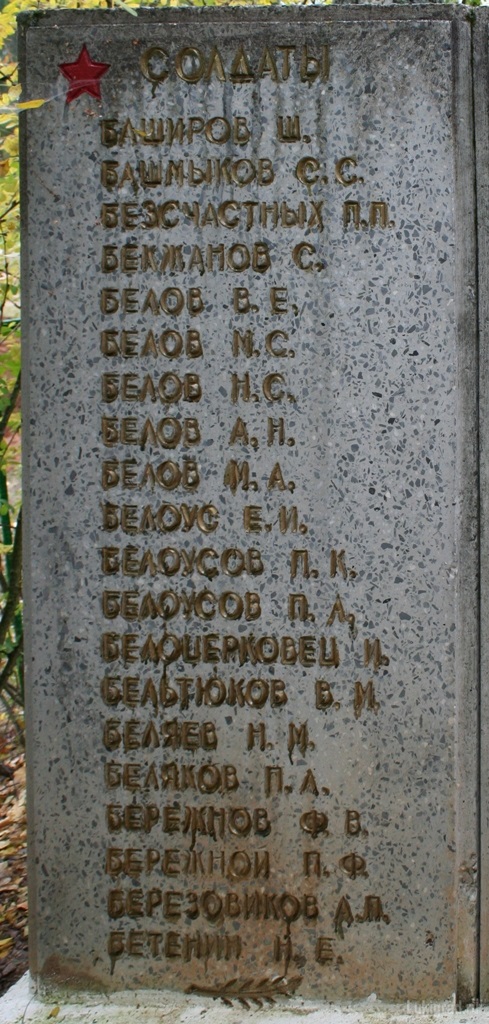 СОЛДАТЫ
БАШИРОВ Ш.
БАШМЫКОВ С.С.
БЕЗСЧАСТНЫХ П.П.
БЕКЖАНОВ С.
БЕЛОВ В.Е.
БЕЛОВ М.С.
БЕЛОВ Н.С.
БЕЛОВ А.Н.
БЕЛОВ М.А.
БЕЛОУС Е.И.
БЕЛОУСОВ П.К.
БЕЛОУСОВ П.А.
БЕЛОЦЕРКОВЕЦ И.
БЕЛЬТЮКОВ В.М.
БЕЛЯЕВ Н.М.
БЕЛЯКОВ П.А.
БЕРЕЖНОВ Ф.В.
БЕРЕЖНОЙ П.Ф.
БЕРЕЗОВИКОВ А.П.
БЕТЕНИН Н.Е.